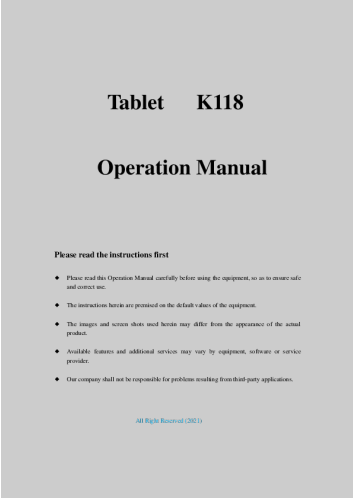 Tablet K118
Operation Manual
Please read the instructions first
◆ Please read this Operation Manual carefully before using the equipment, so as to ensure safe
and correct use.
◆ The instructions herein are premised on the default values of the equipment.
◆ The images and screen shots used herein may differ from the appearance of the actual
product.
◆ Available features and additional services may vary by equipment, software or service
provider.
◆ Our company shall not be responsible for problems resulting from third-party applications.
All Right Reserved (2021)